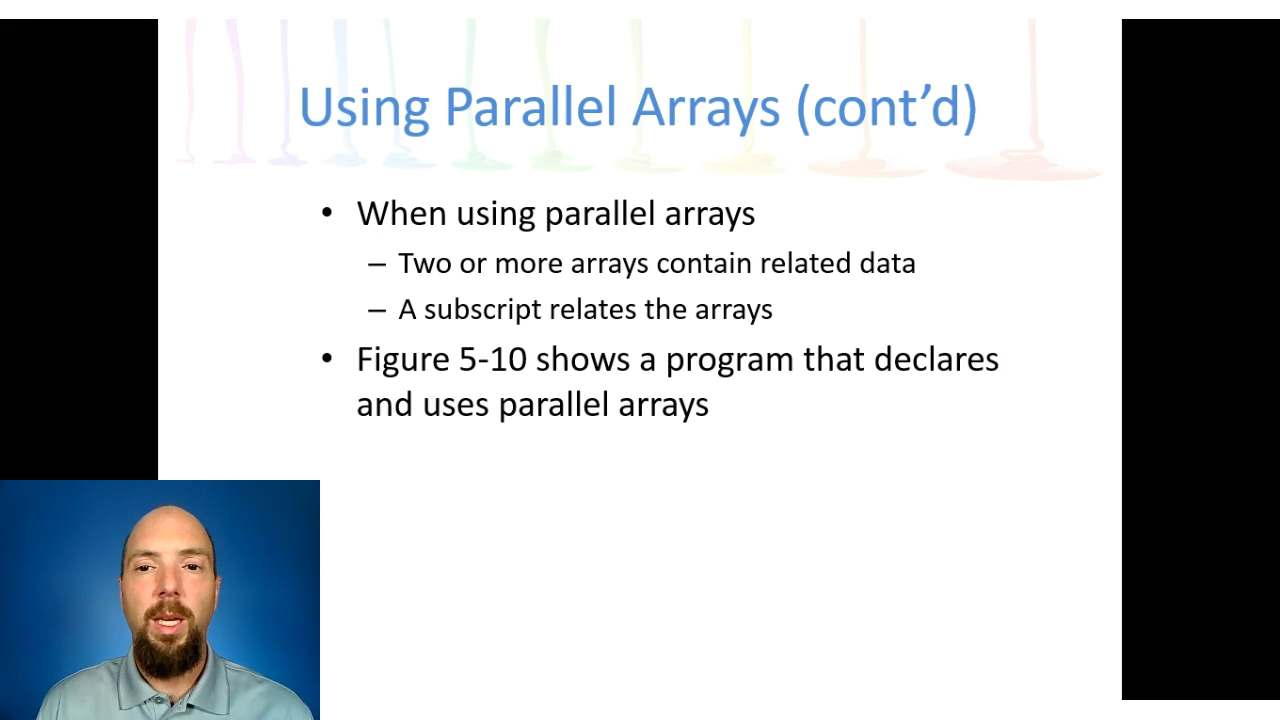 Using Parallel Arrays (cont’d)
• When using parallel arrays
– Two or more arrays contain related data
– A subscript relates the arrays
• Figure 5-10 shows a program that declares
and uses parallel arrays